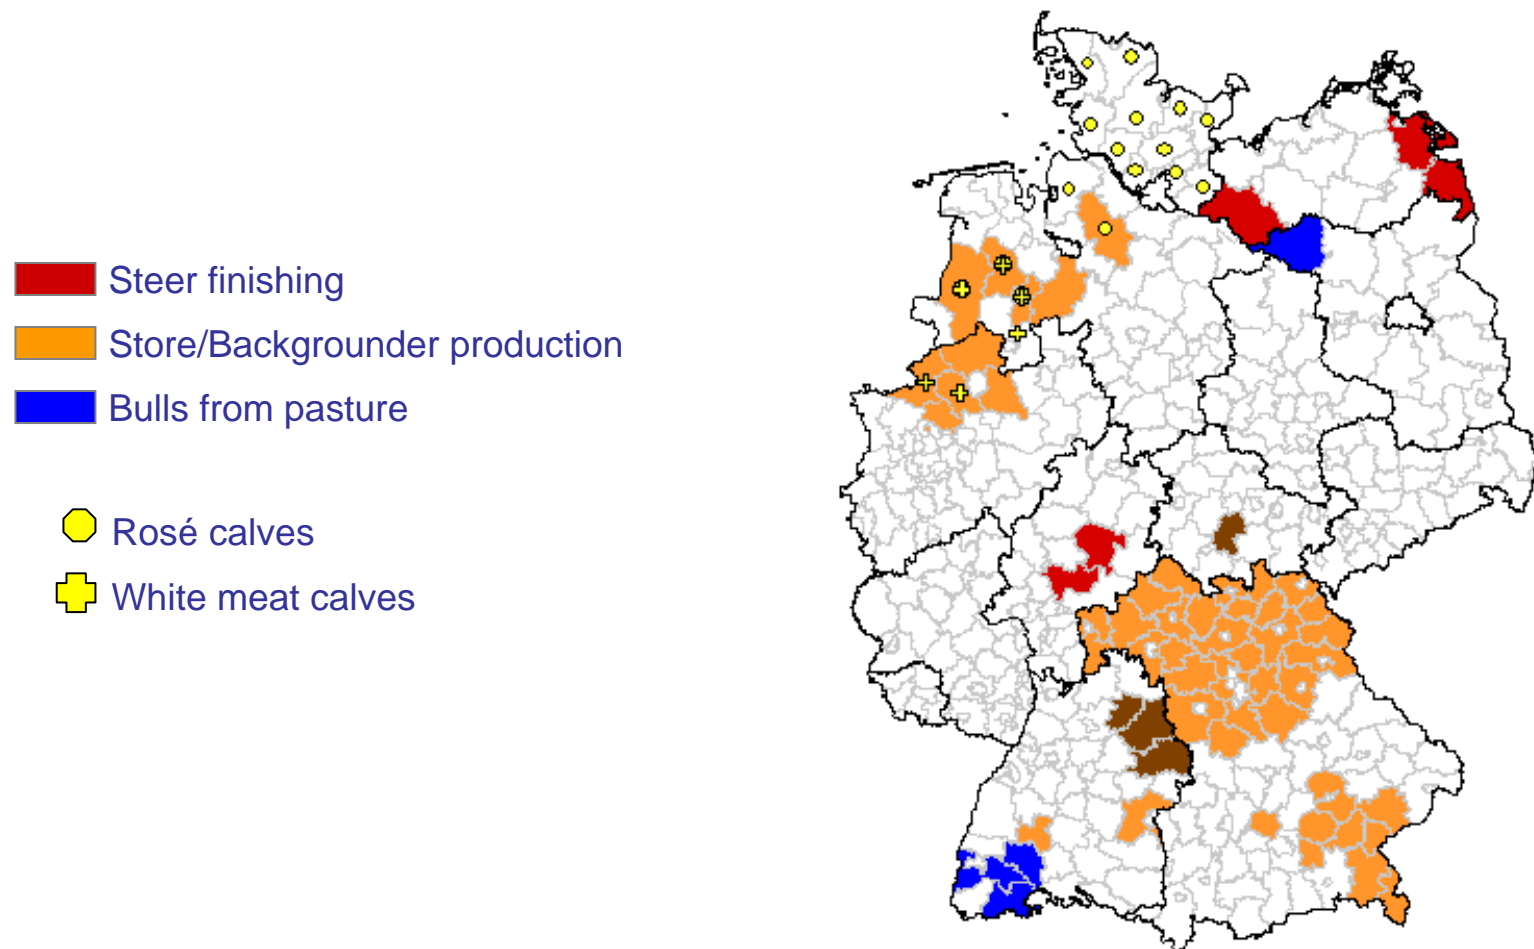 Steer finishing
Store/Backgrounder production
Bulls from pasture
Rosé calves
White meat calves